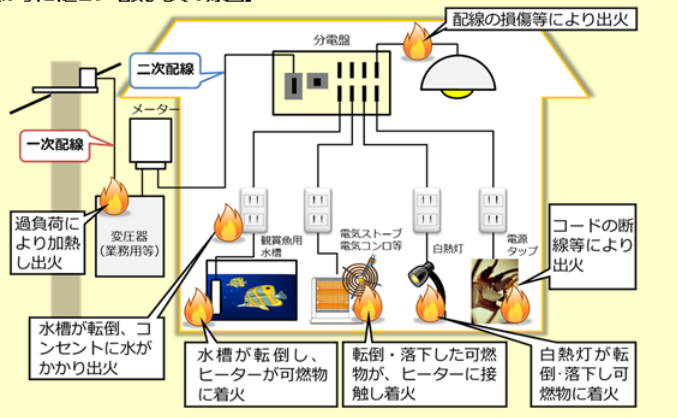 配線の損傷等により出火
分電盤
二次配線
メーター
一次配線
過負荷に
より加熱
し出火
変圧器
(業務用等)
観賞魚用
水槽
電気ストーブ
電気コンロ等
白熱灯
電源
タップ
コードの断
線等により
出火
水槽が転倒、コ
ンセントに水が
かかり出火
水槽が転倒し、
ヒーターが可燃物
に着火
転倒・落下した可燃
物が、ヒーターに接
触し着火
白熱灯が転
倒・落下し可
燃物に着火